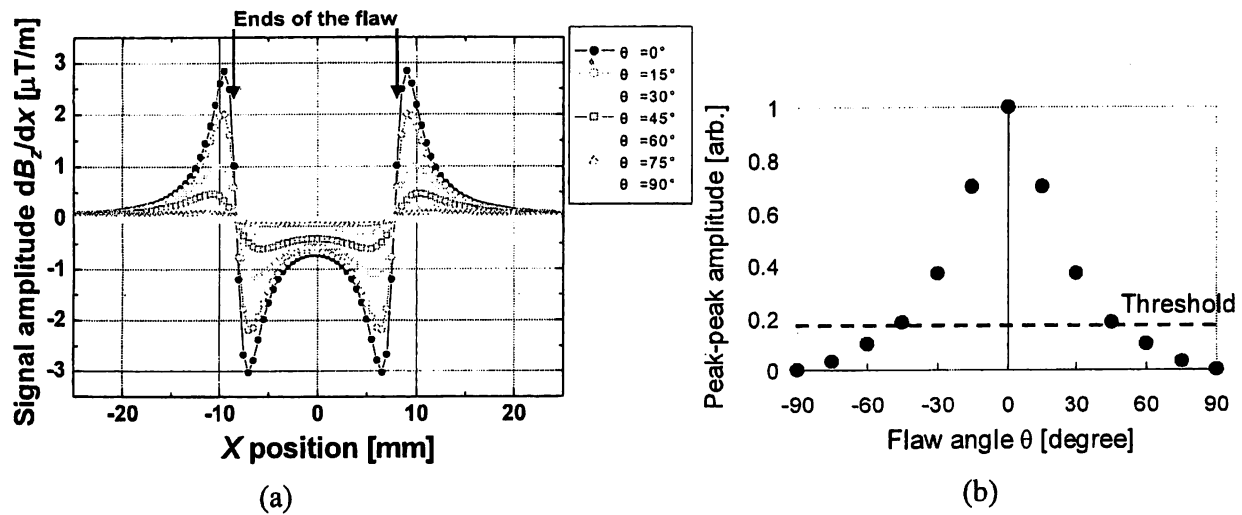 Ends of the flaw
Signal amplitude dB_z/dx [μT/m]
3
2
1
0
-1
-2
-3
-20 -10 0 10 20
X position [mm]
θ =0°
θ =15°
θ =30°
θ =45°
θ =60°
θ =75°
θ =90°
(a)
Peak-peak amplitude [arb.]
1
0.8
0.6
0.4
0.2
0
Threshold
-90 -60 -30 0 30 60 90
Flaw angle θ [degree]
(b)